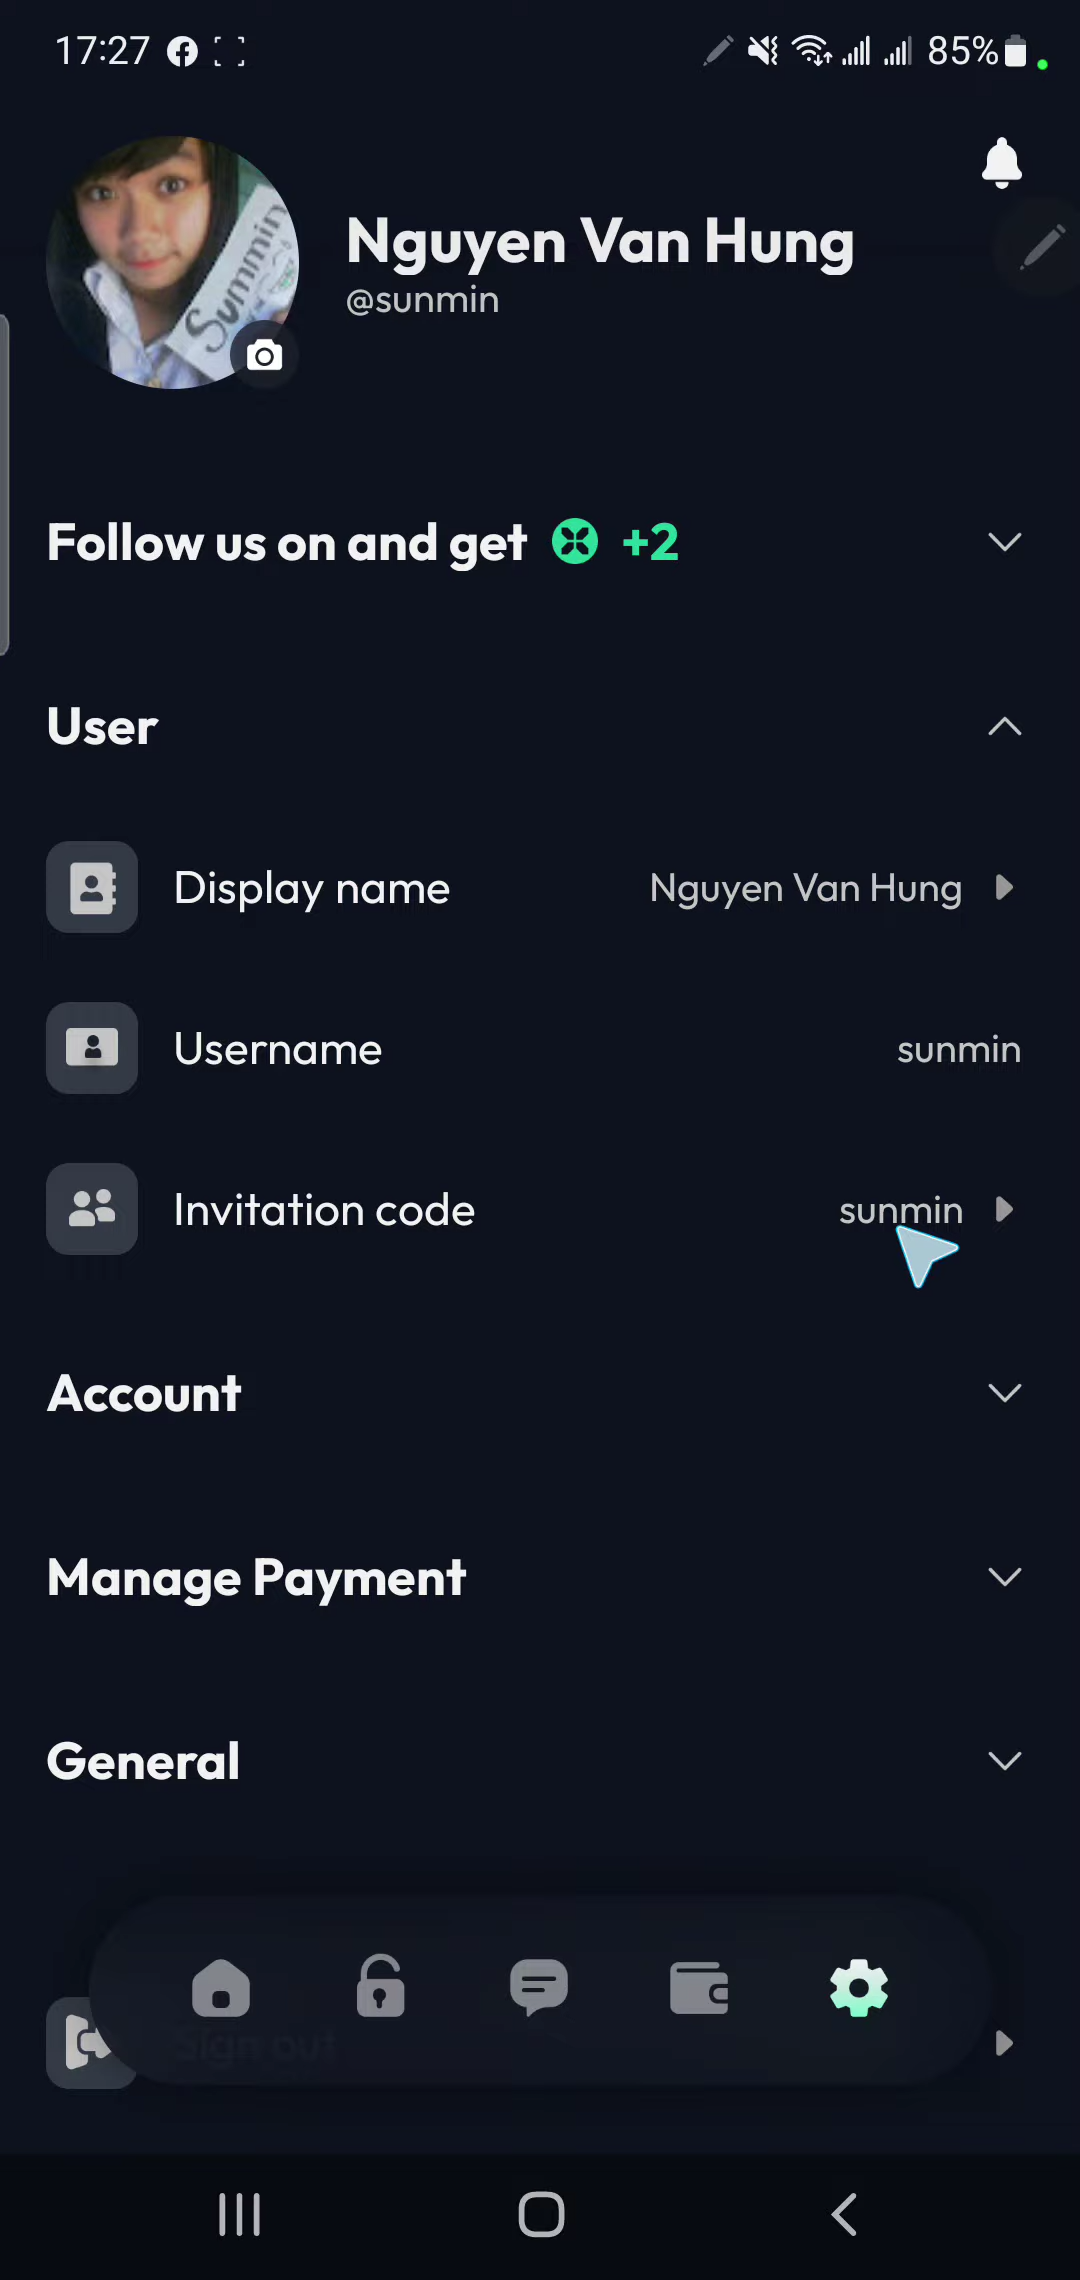 17:27
85%
Summin
Nguyen Van Hung
@sunmin
Follow us on and get +2
User
Display name Nguyen Van Hung
Username sunmin
Invitation code sunmin
Account
Manage Payment
General
Sign out